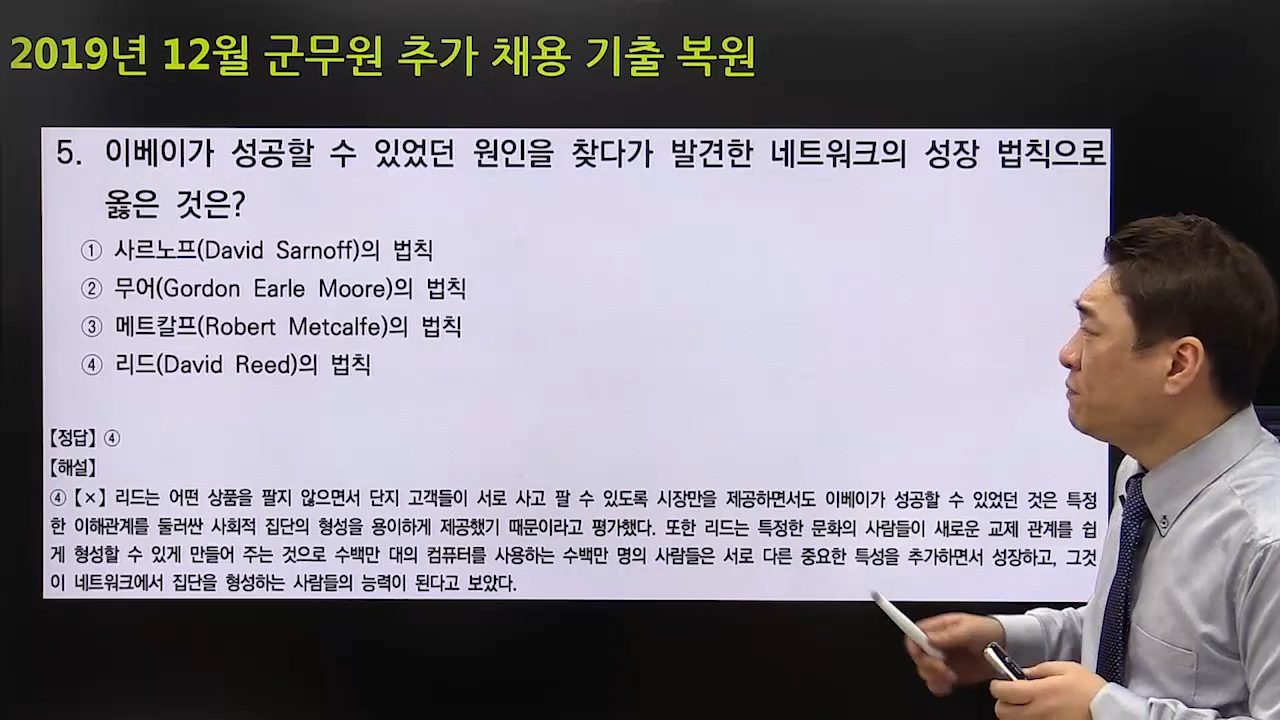 2019년 12월 군무원 추가 채용 기출 복원
5. 이베이가 성공할 수 있었던 원인을 찾다가 발견한 네트워크의 성장 법칙으로
옳은 것은?
① 사르노프(David Sarnoff)의 법칙
② 무어(Gordon Earle Moore)의 법칙
③ 메트칼프(Robert Metcalfe)의 법칙
④ 리드(David Reed)의 법칙
【정답】 ④
【해설】
④ 【×】 리드는 어떤 상품을 팔지 않으면서 단지 고객들이 서로 사고 팔 수 있도록 시장만을 제공하면서도 이베이가 성공할 수 있었던 것은 특정
한 이해관계를 둘러싼 사회적 집단의 형성을 용이하게 제공했기 때문이라고 평가했다. 또한 리드는 특정한 문화의 사람들이 새로운 교제 관계를 쉽
게 형성할 수 있게 만들어 주는 것으로 수백만 대의 컴퓨터를 사용하는 수백만 명의 사람들은 서로 다른 중요한 특성을 추가하면서 성장하고, 그것
이 네트워크에서 집단을 형성하는 사람들의 능력이 된다고 보았다.